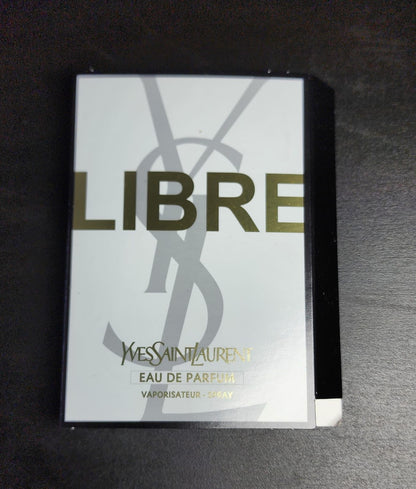 LIBRE
YSL
YVESSAINTLAURENT
EAU DE PARFUM
VAPORISATEUR - SPRAY